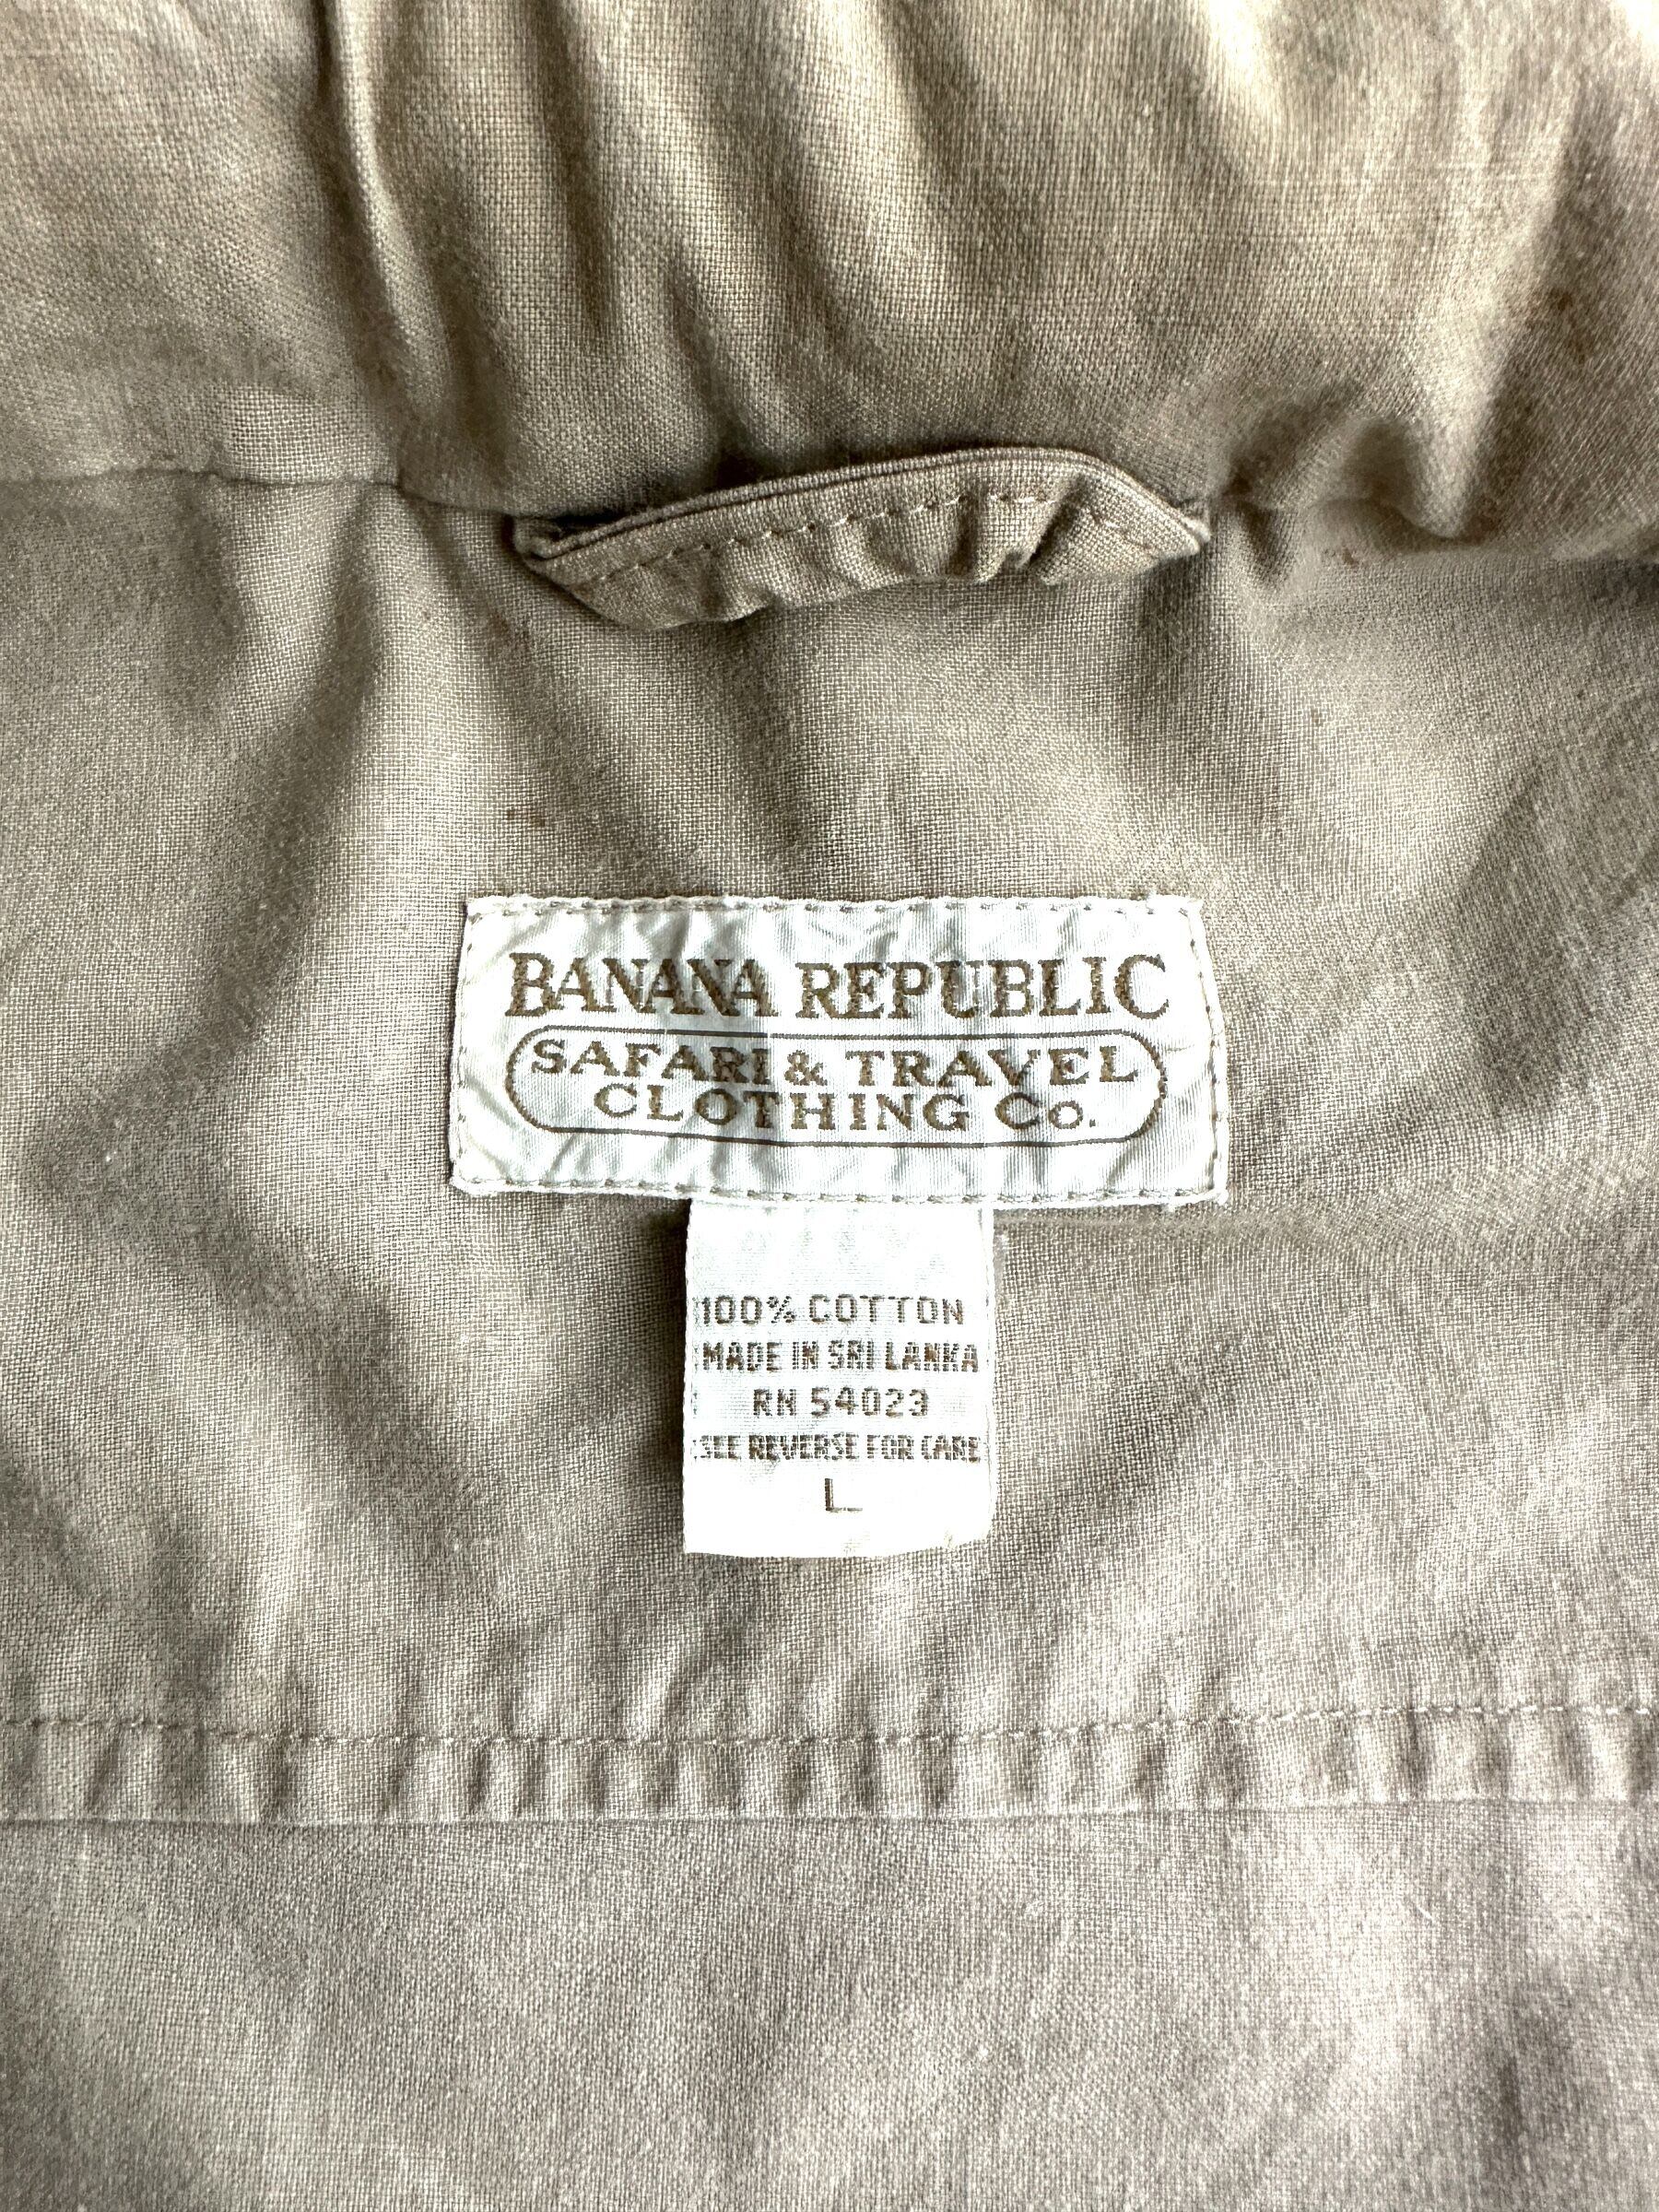 BANANA REPUBLIC
SAFARI & TRAVEL
CLOTHING CO.
100% COTTON
MADE IN SRI LANKA
RN 54023
SEE REVERSE FOR CARE
L